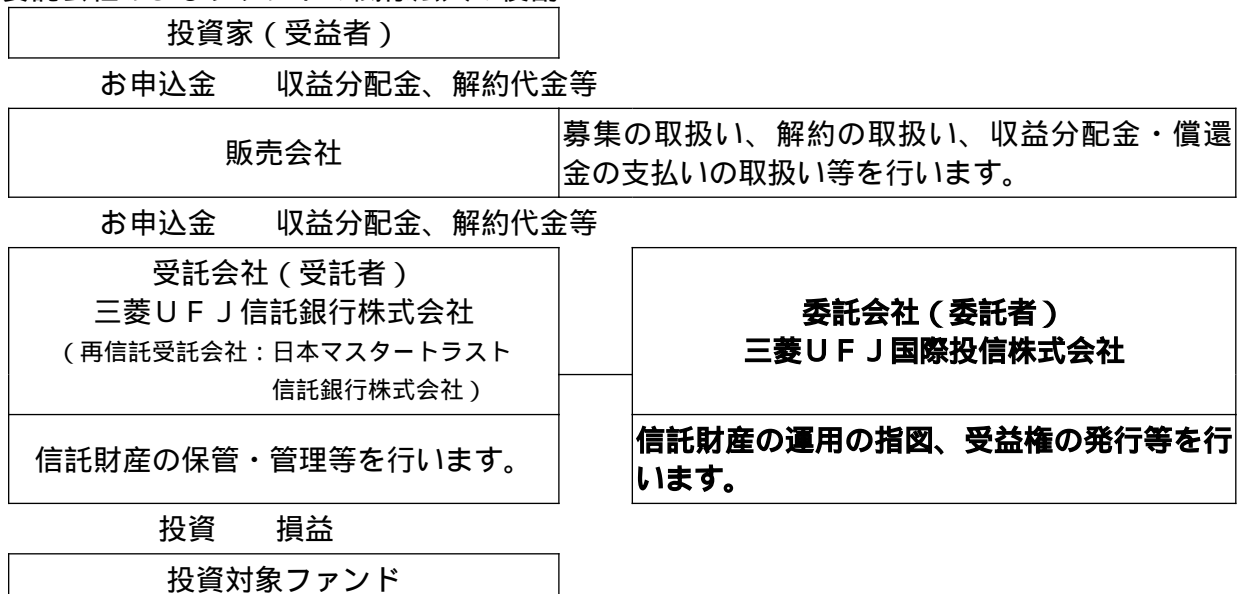 投資家（受益者）
お申込金　　収益分配金、解約代金等
販売会社
募集の取扱い、解約の取扱い、収益分配金・償還
金の支払いの取扱い等を行います。
お申込金　　収益分配金、解約代金等
受託会社（受託者）
三菱ＵＦＪ信託銀行株式会社
（再信託受託会社：日本マスタートラスト
信託銀行株式会社）
委託会社（委託者）
三菱ＵＦＪ国際投信株式会社
信託財産の保管・管理等を行います。
信託財産の運用の指図、受益権の発行等を行
います。
投資　　損益
投資対象ファンド